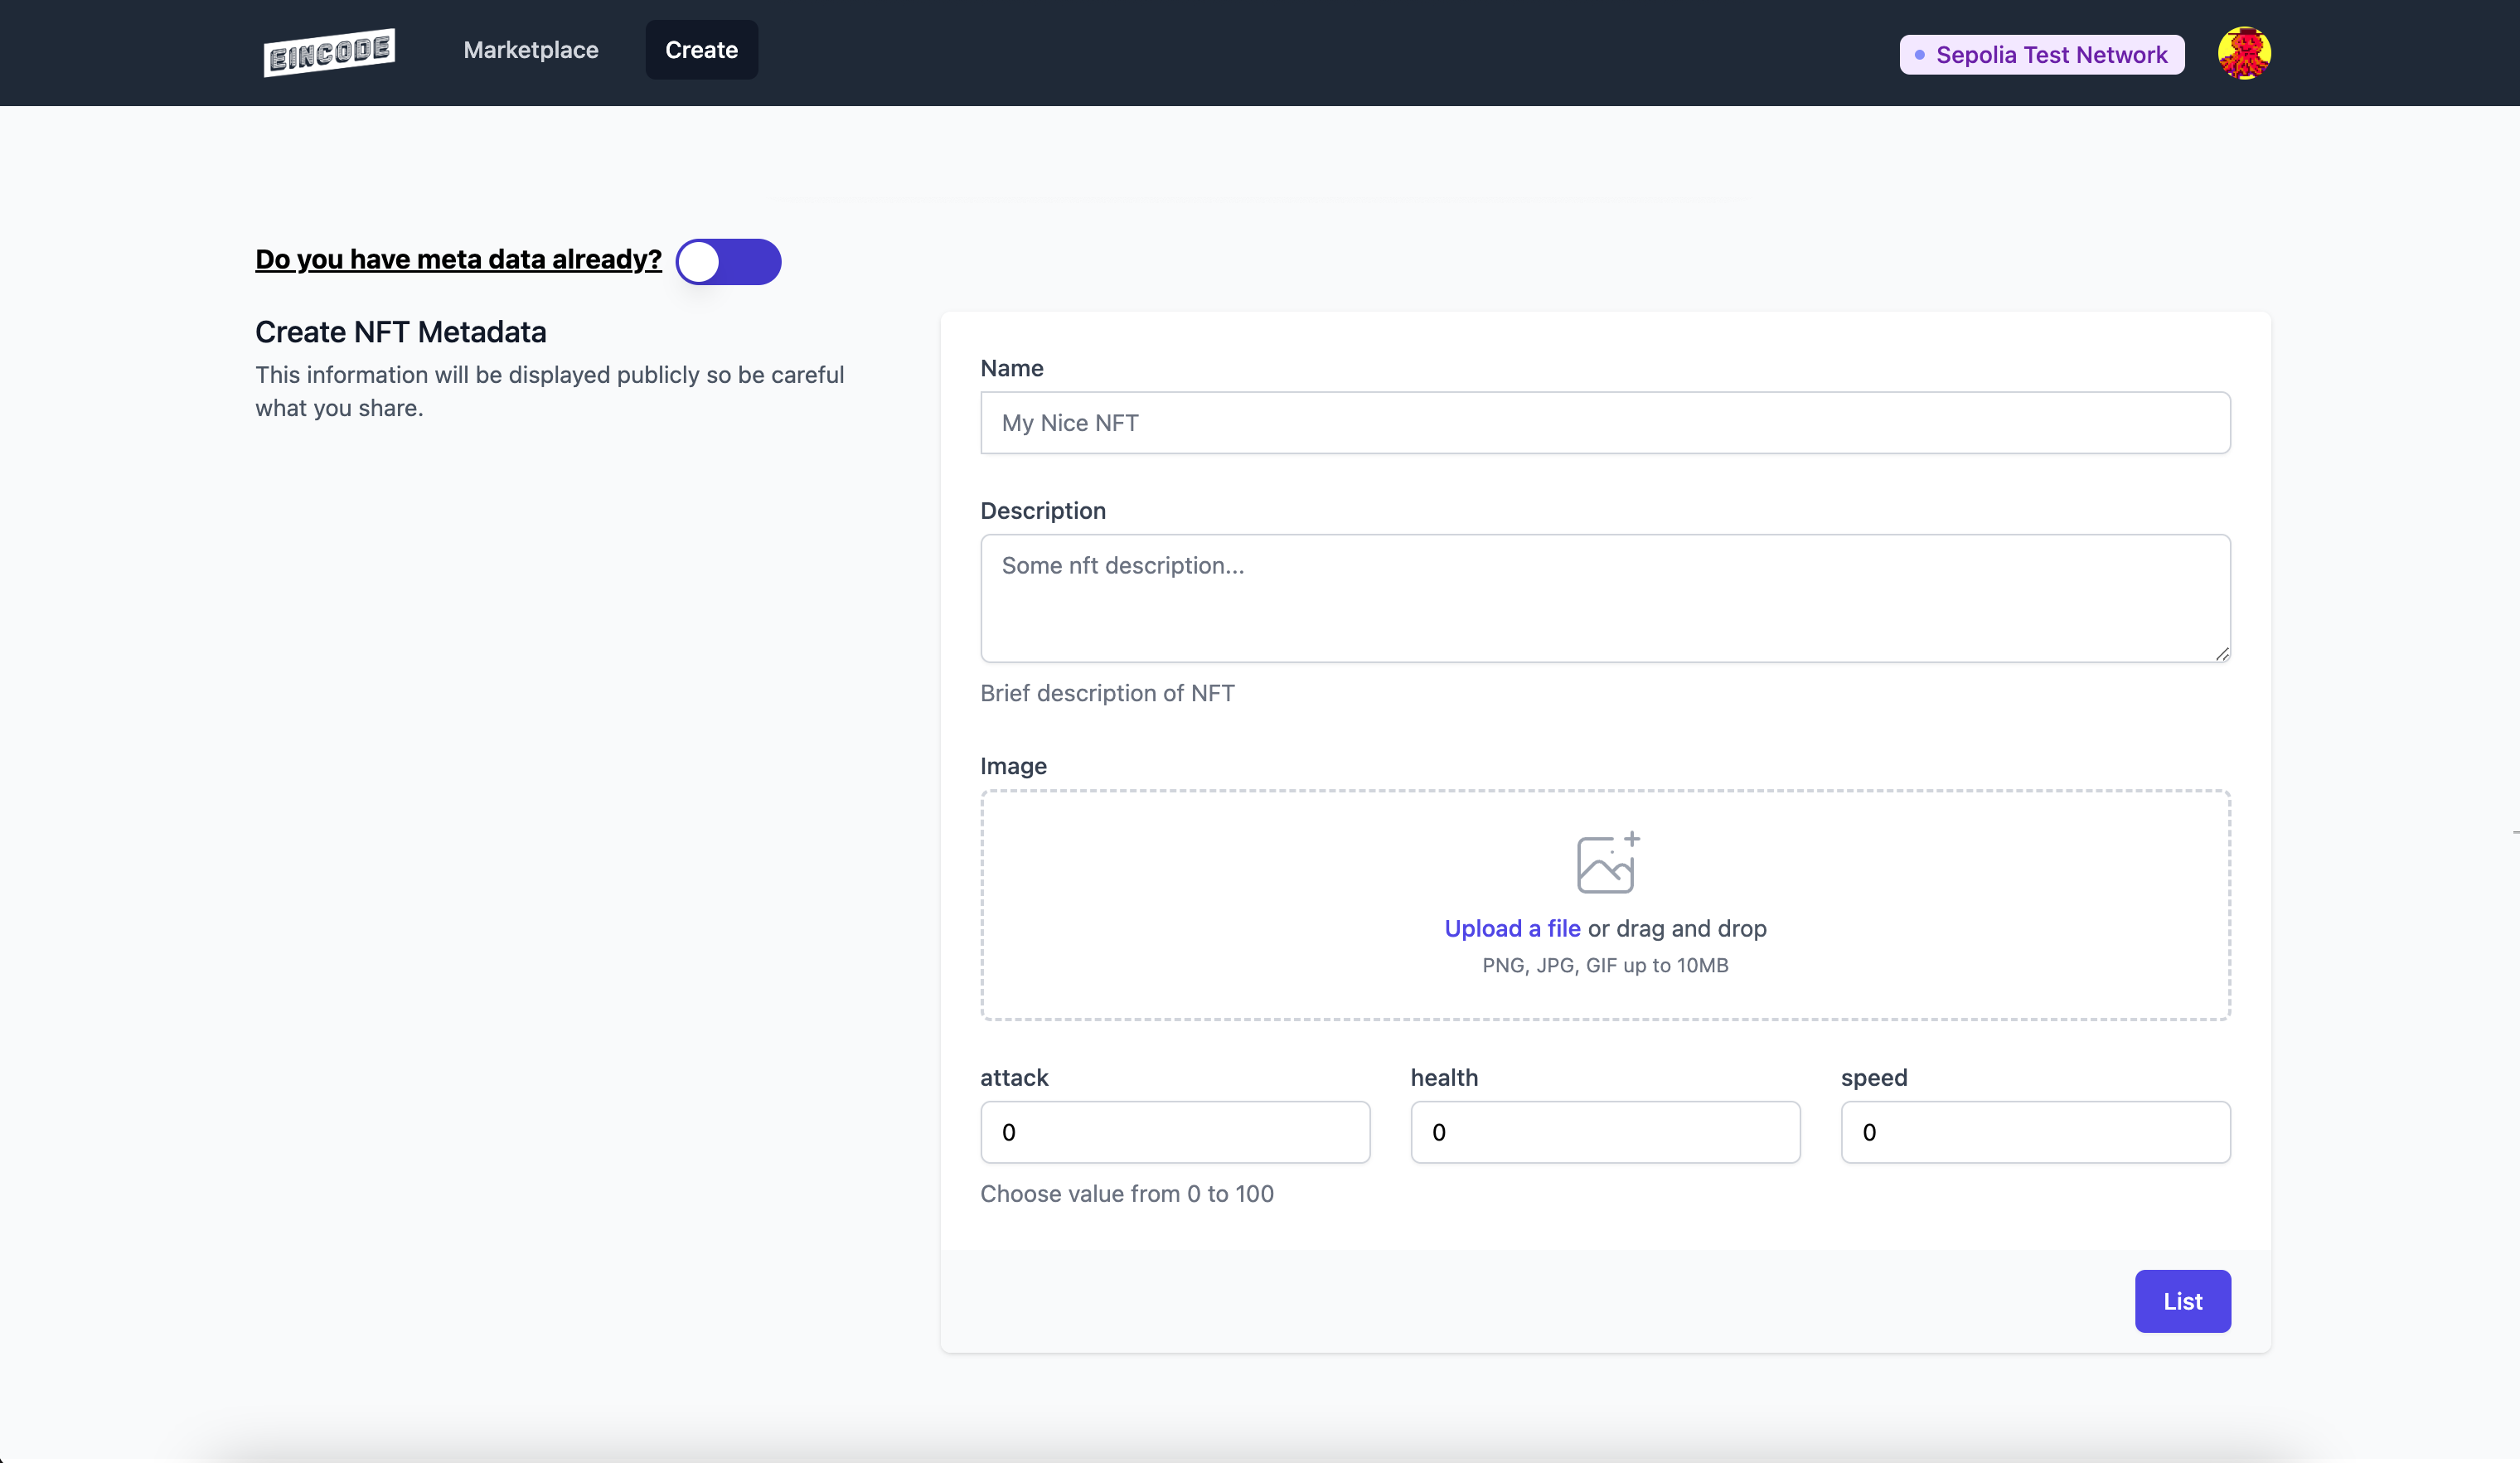 EINCODE
Marketplace
Create
Sepolia Test Network
Do you have meta data already?
Create NFT Metadata
This information will be displayed publicly so be careful
what you share.
Name
My Nice NFT
Description
Some nft description...
Brief description of NFT
Image
Upload a file or drag and drop
PNG, JPG, GIF up to 10MB
attack
health
speed
0
0
0
Choose value from 0 to 100
List